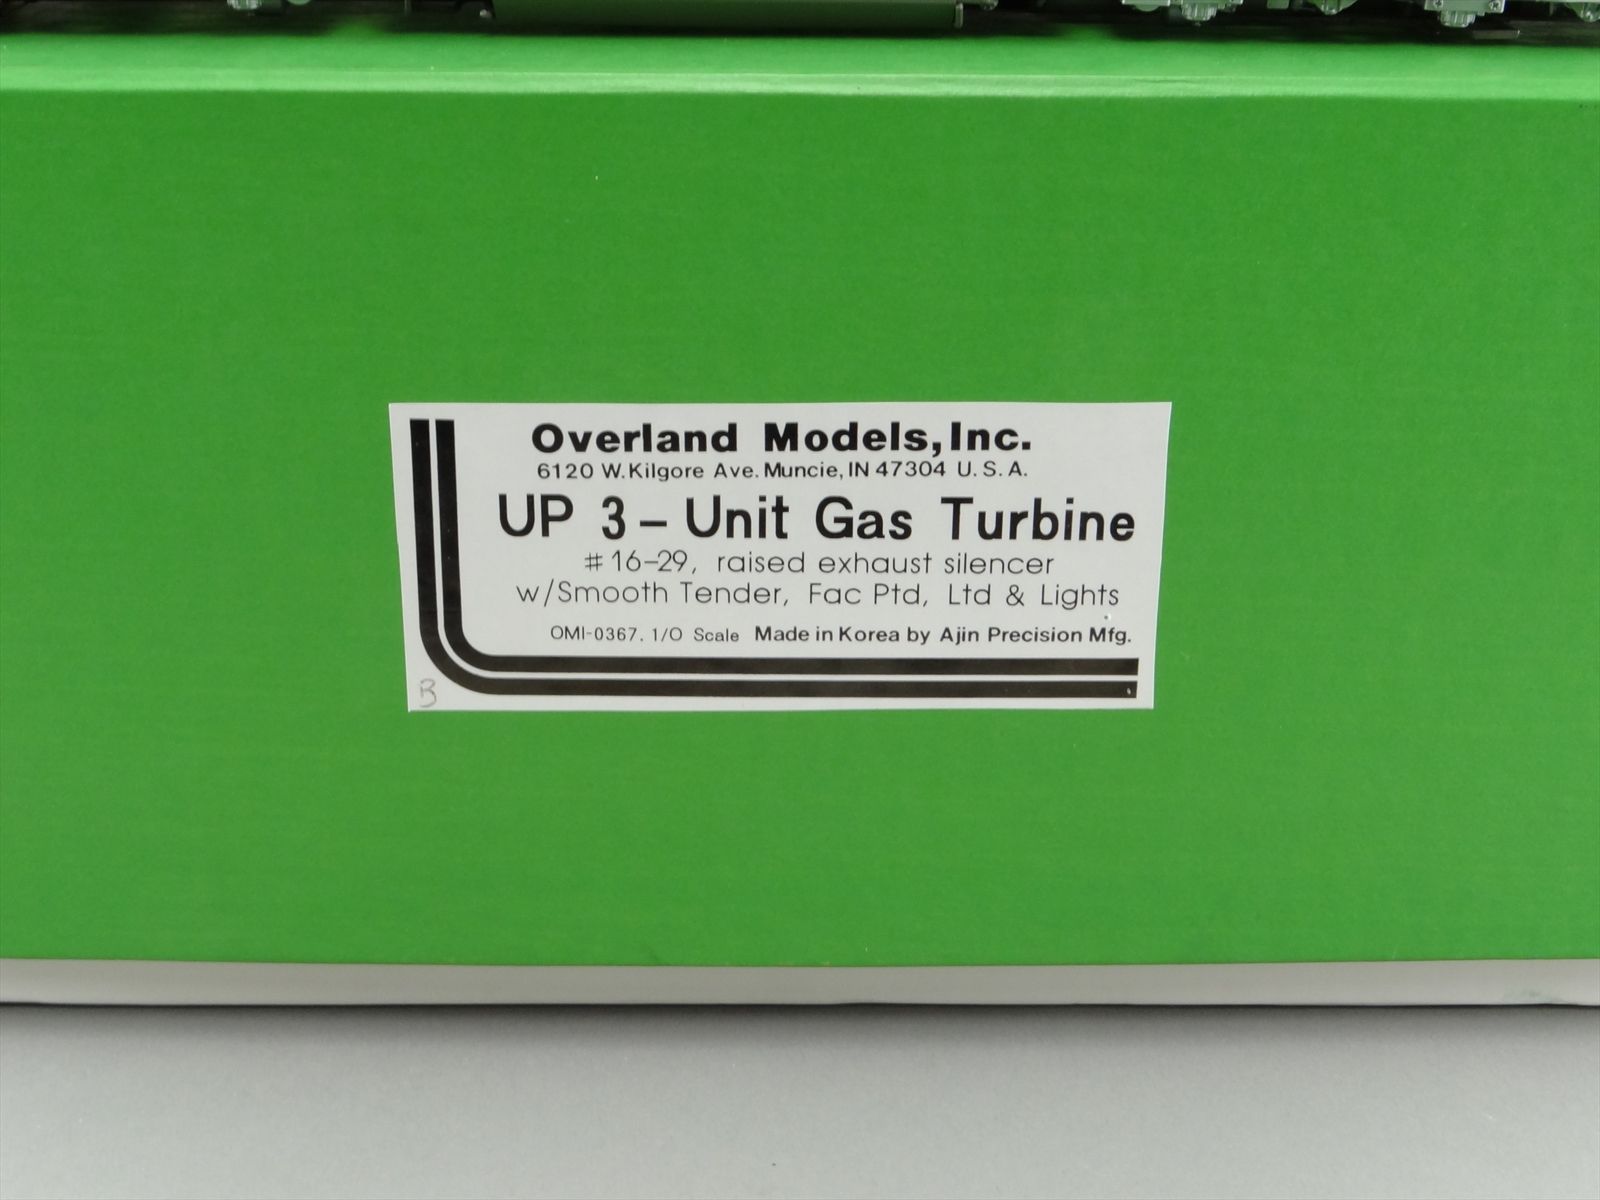 Overland Models, Inc.
6120 W. Kilgore Ave. Muncie, IN 47304 U. S. A.
UP 3 – Unit Gas Turbine
# 16–29, raised exhaust silencer
w/Smooth Tender, Fac Ptd, Ltd & Lights
OMI-0367. 1/O Scale Made in Korea by Ajin Precision Mfg.
B